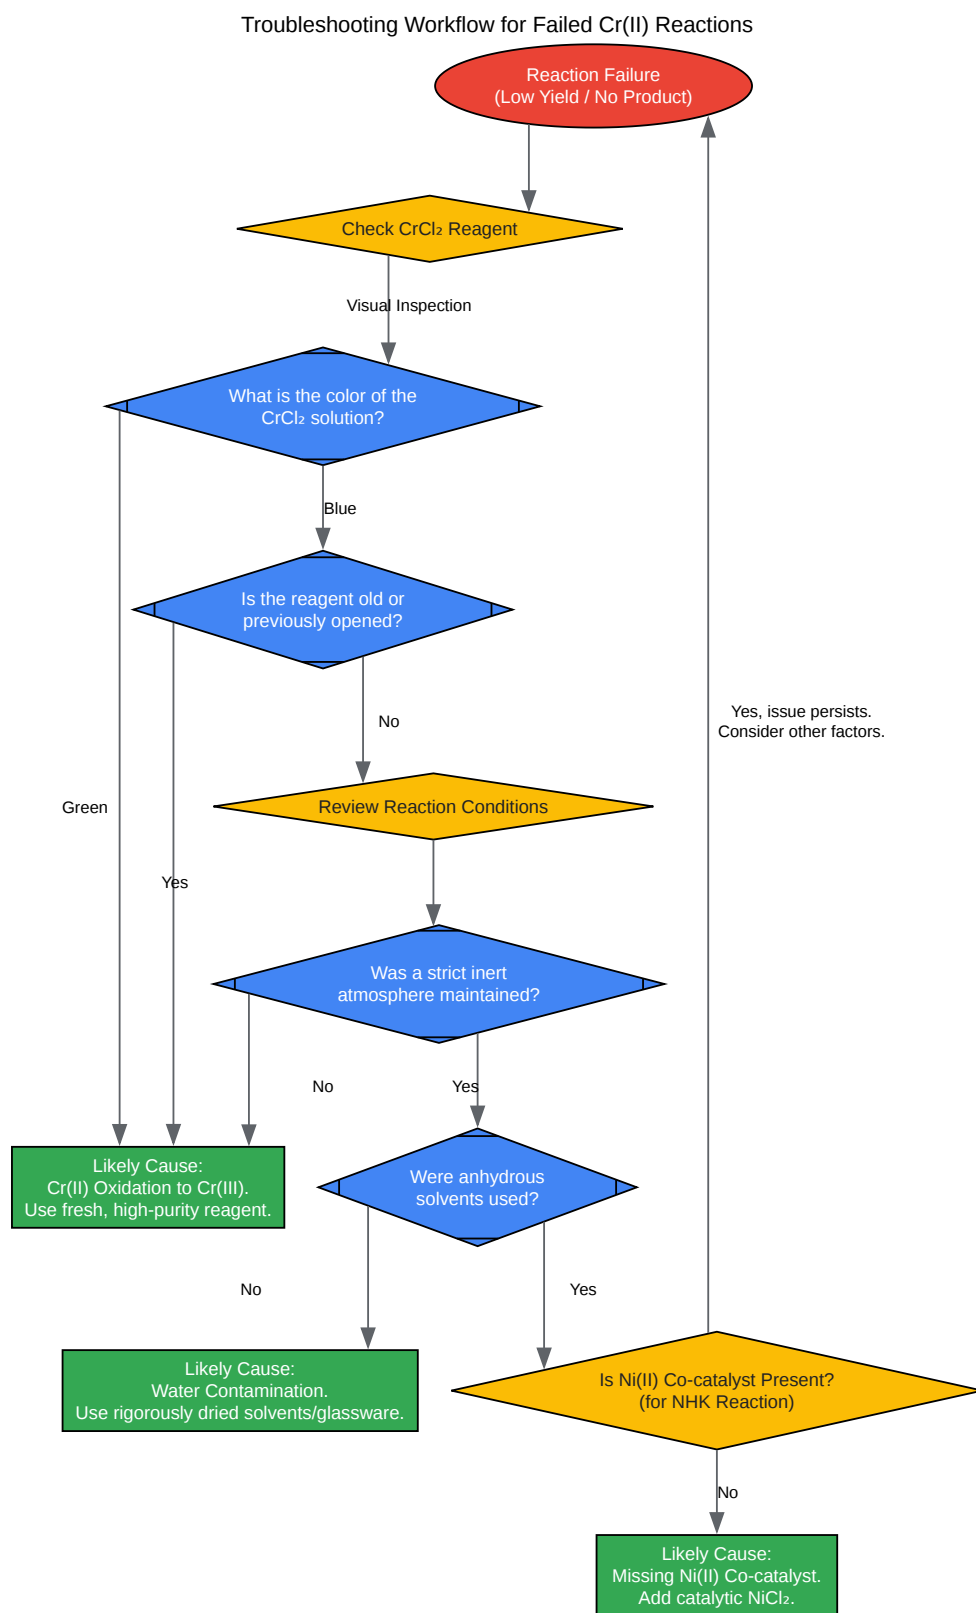 Troubleshooting Workflow for Failed Cr(II) Reactions
Reaction Failure
(Low Yield / No Product)
Check CrCl₂ Reagent
Visual Inspection
What is the color of the
CrCl₂ solution?
Blue
Is the reagent old or
previously opened?
No
Yes, issue persists.
Consider other factors.
Review Reaction Conditions
Green
Yes
Was a strict inert
atmosphere maintained?
No
Yes
Likely Cause:
Cr(II) Oxidation to Cr(III).
Use fresh, high-purity reagent.
Were anhydrous
solvents used?
No
Yes
Likely Cause:
Water Contamination.
Use rigorously dried solvents/glassware.
Is Ni(II) Co-catalyst Present?
(for NHK Reaction)
No
Likely Cause:
Missing Ni(II) Co-catalyst.
Add catalytic NiCl₂.